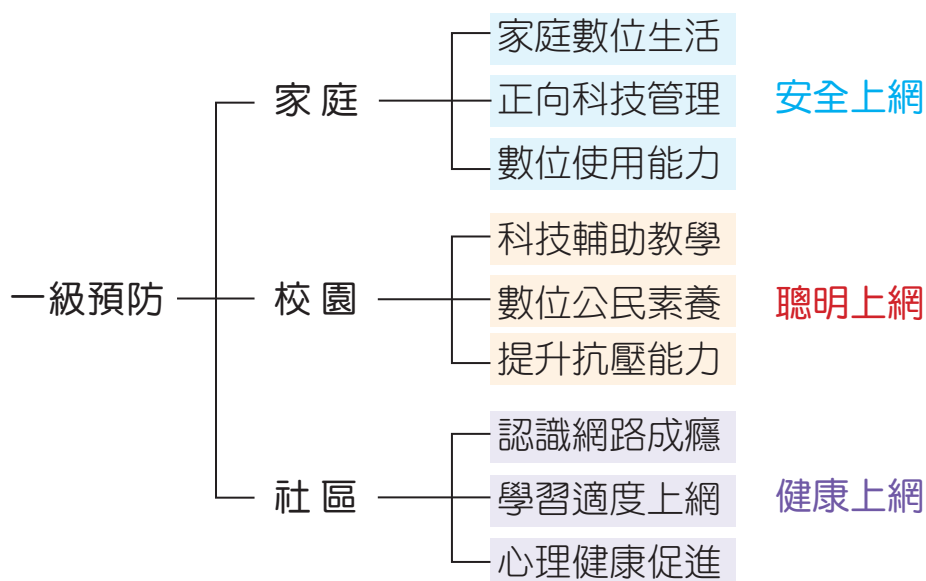 一級預防
家庭
家庭數位生活
正向科技管理
數位使用能力
安全上網
校園
科技輔助教學
數位公民素養
提升抗壓能力
聰明上網
社區
認識網路成癮
學習適度上網
心理健康促進
健康上網